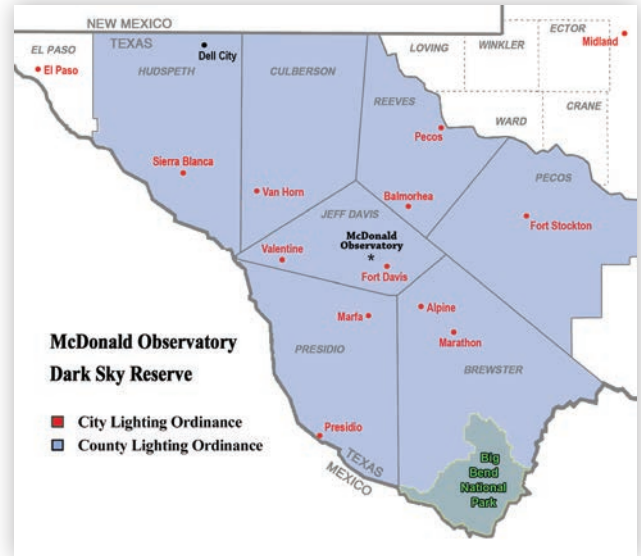 NEW MEXICO
TEXAS
EL PASO
El Paso
HUDSPETH
Dell City
CULBERSON
LOVING
WINKLER
ECTOR
Midland
REEVES
Pecos
WARD
CRANE
Sierra Blanca
Van Horn
Balmorhea
PECOS
Fort Stockton
JEFF DAVIS
McDonald
Observatory
*
Valentine
Fort Davis
Marfa
Alpine
Marathon
PRESIDIO
BREWSTER
McDonald Observatory
Dark Sky Reserve
City Lighting Ordinance
County Lighting Ordinance
Presidio
TEXAS
MEXICO
Big
Bend
National
Park